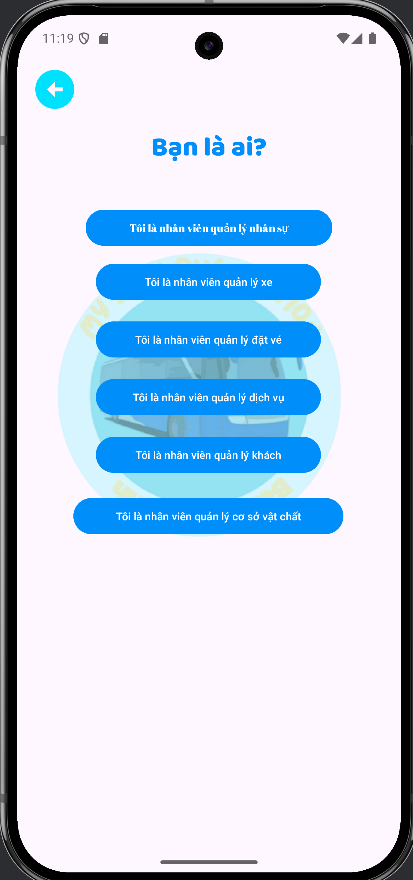 11:19
Bạn là ai?
Tôi là nhân viên quản lý nhân sự
Tôi là nhân viên quản lý xe
Tôi là nhân viên quản lý đặt vé
Tôi là nhân viên quản lý dịch vụ
Tôi là nhân viên quản lý khách
Tôi là nhân viên quản lý cơ sở vật chất